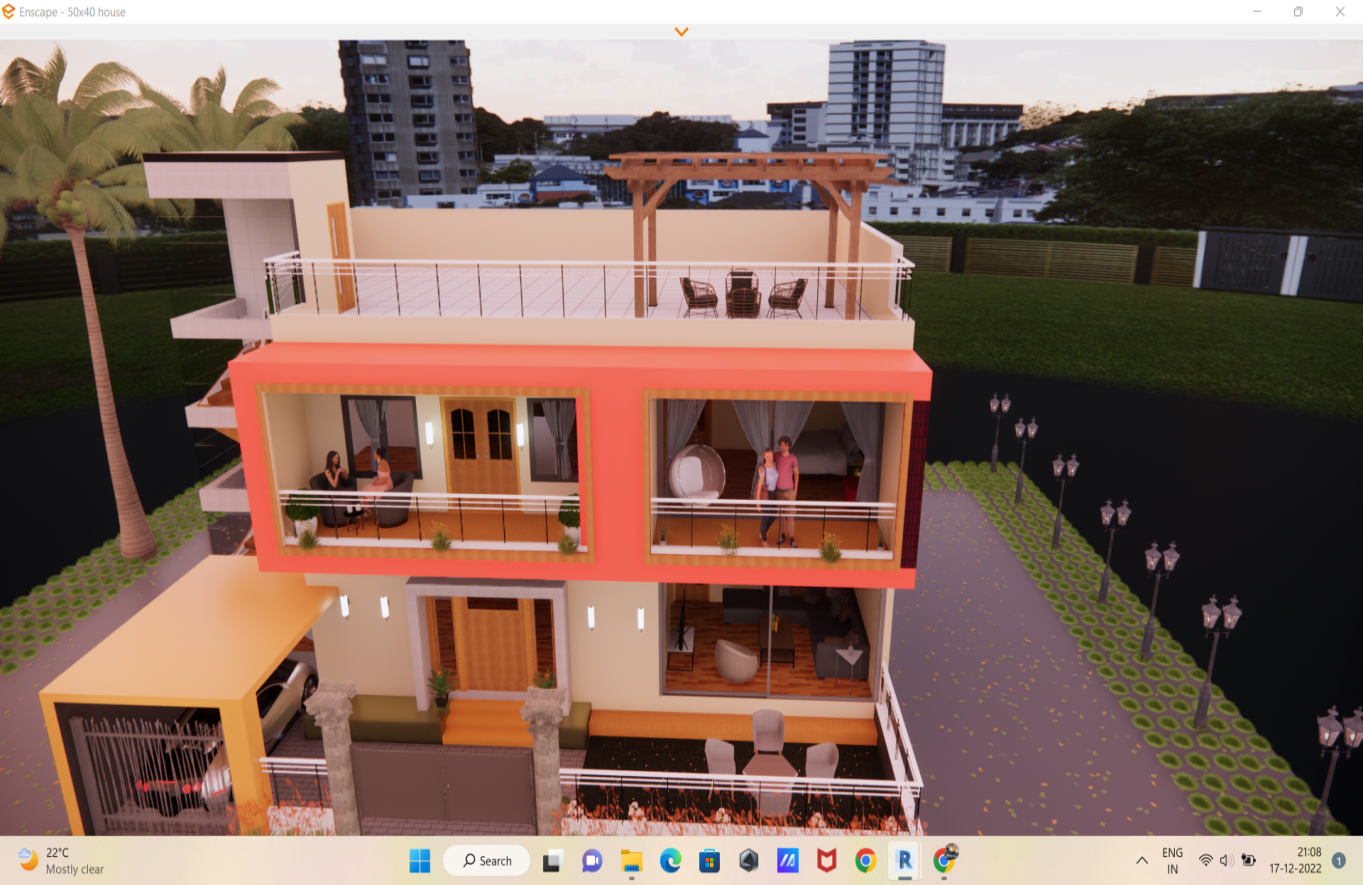 Enscape - 50x40 house
22°C
Mostly clear
Search
ENG
IN
21:08
17-12-2022
1